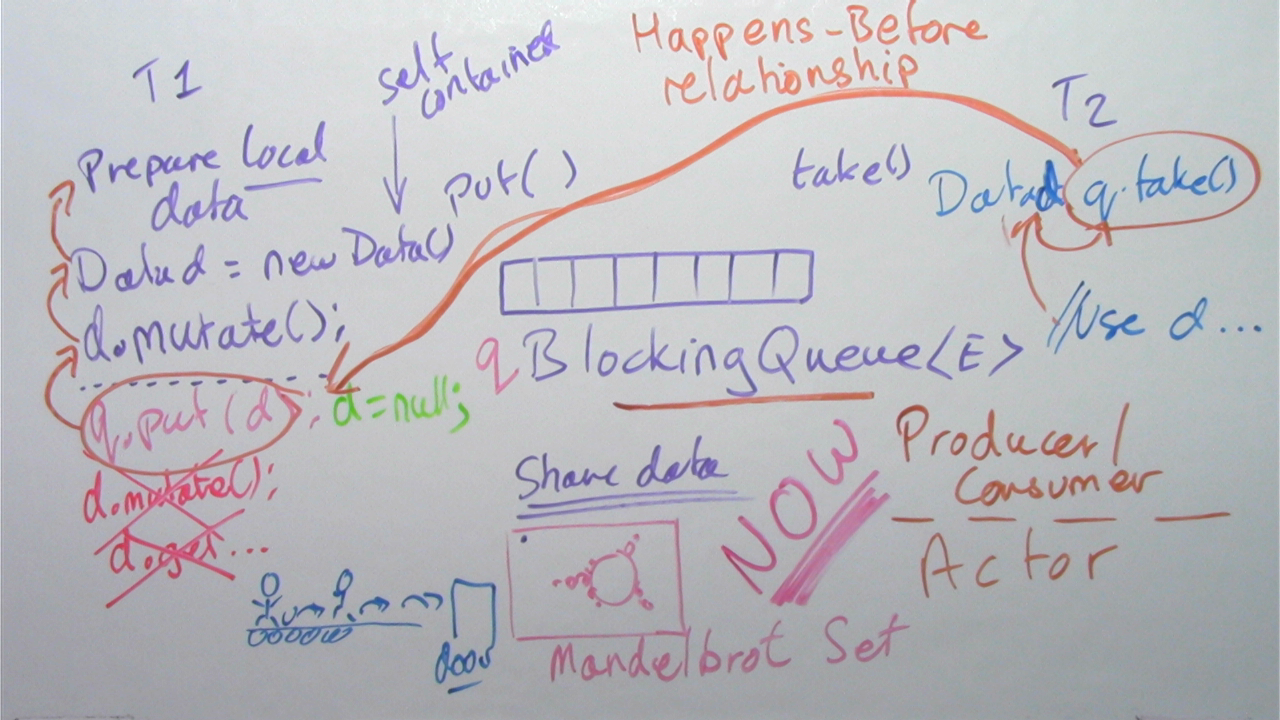 T1
Prepare local
data
Data d = new Data()
d.mutate();
q.put(d); d=null;
d.mutate();
d.get...
self
contained
put()
Happens-Before
relationship
take()
T2
Data d q.take()
//Use d...
q BlockingQueue<E>
Share data
NOW
Producer/
Consumer
Actor
door
Mandelbrot Set